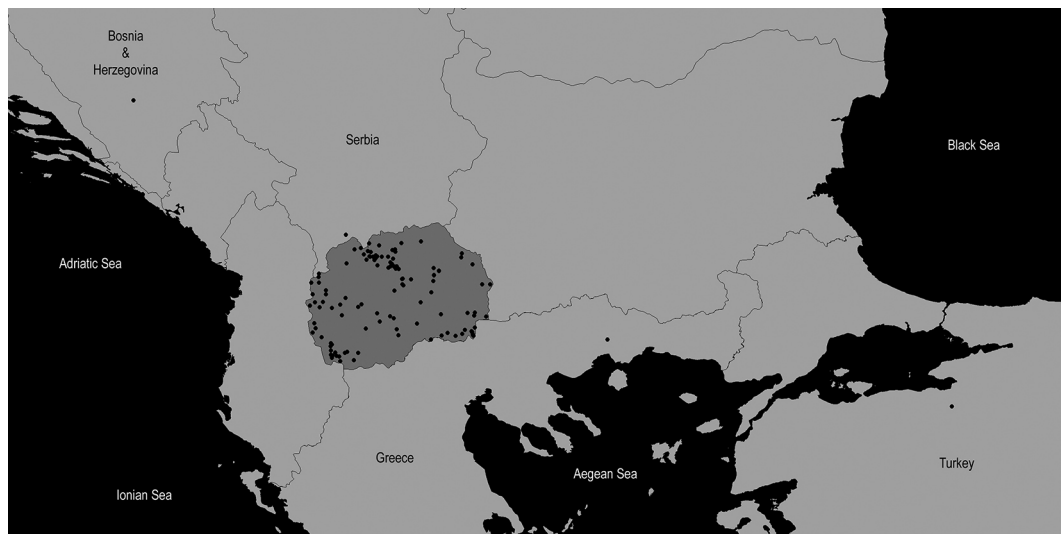 Bosnia
&
Herzegovina
Serbia
Black Sea
Adriatic Sea
Greece
Aegean Sea
Turkey
Ionian Sea